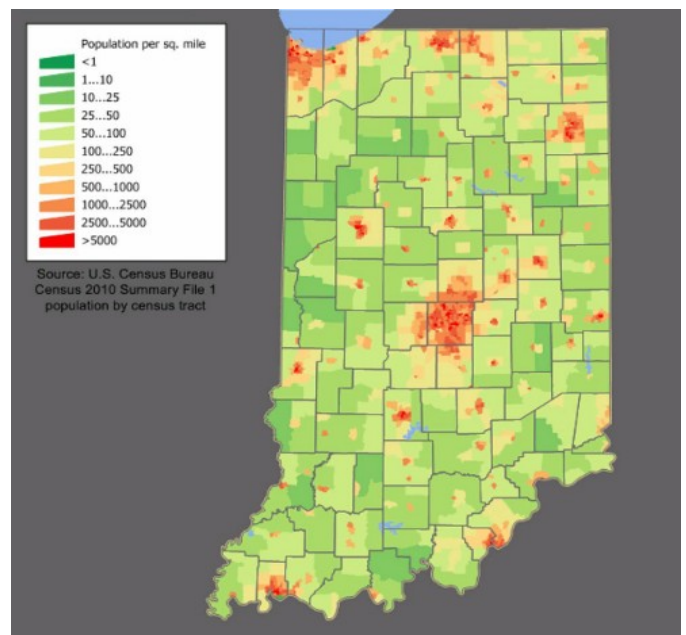 Population per sq. mile
<1
1...10
10...25
25...50
50...100
100...250
250...500
500...1000
1000...2500
2500...5000
>5000
Source: U.S. Census Bureau
Census 2010 Summary File 1
population by census tract